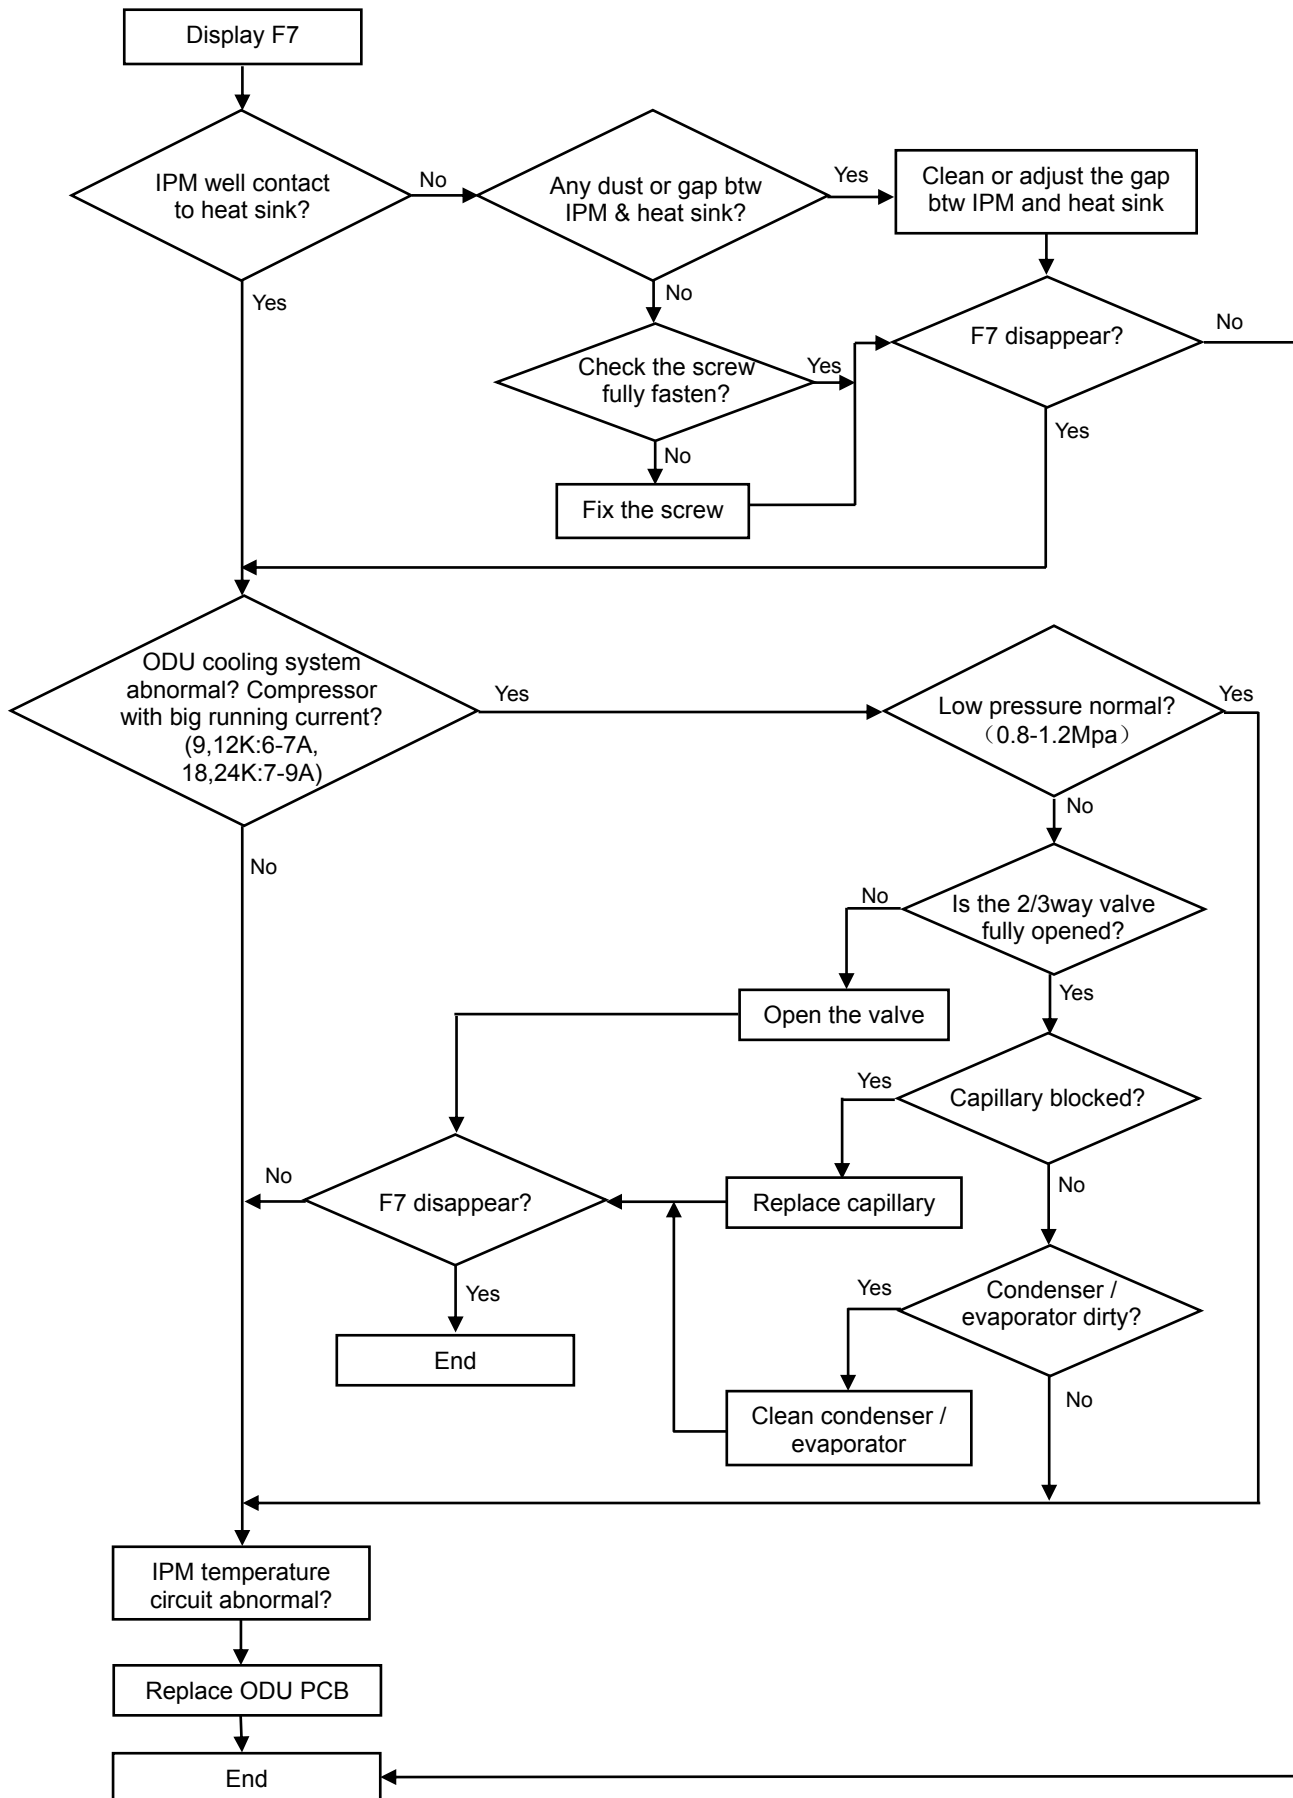 Display F7
IPM well contact
to heat sink?
No
Any dust or gap btw
IPM & heat sink?
Yes
Clean or adjust the gap
btw IPM and heat sink
Yes
No
F7 disappear?
No
Check the screw
fully fasten?
Yes
Yes
No
Fix the screw
ODU cooling system
abnormal? Compressor
with big running current?
(9,12K:6-7A,
18,24K:7-9A)
Yes
Low pressure normal?
（0.8-1.2Mpa）
Yes
No
No
Is the 2/3way valve
fully opened?
No
Yes
Open the valve
Capillary blocked?
Yes
No
Replace capillary
F7 disappear?
No
Yes
End
Condenser /
evaporator dirty?
Yes
No
Clean condenser /
evaporator
IPM temperature
circuit abnormal?
Replace ODU PCB
End